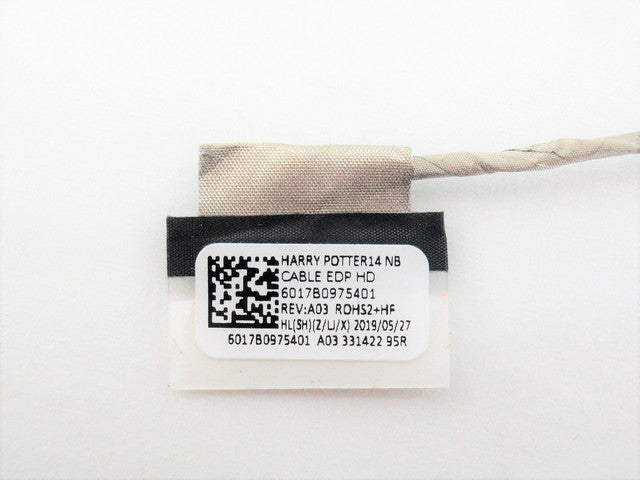 HARRY POTTER14 NB
CABLE EDP HD
6017B0975401
REV:A03 ROHS2+HF
HL(SH)(Z/LJ/X) 2019/05/27
6017B0975401 A03 331422 95R